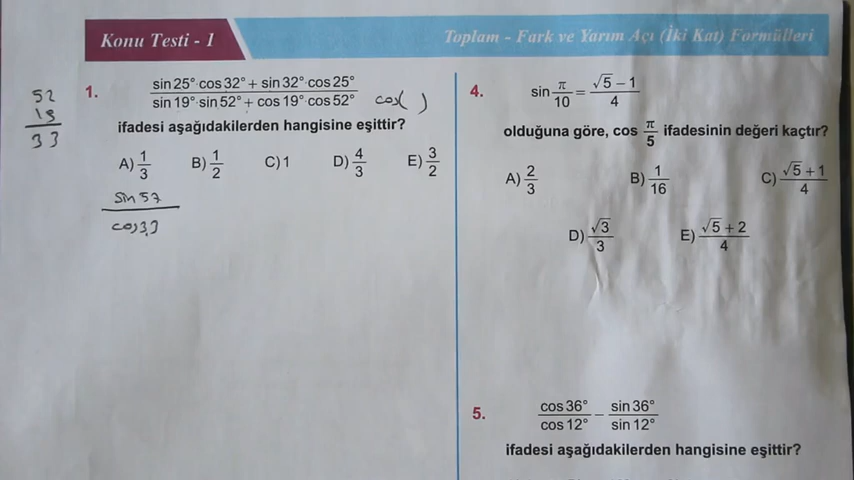 Konu Testi - 1
Toplam - Fark ve Yarım Açı (İki Kat) Formülleri
52
19
33
1. sin 25° · cos 32° + sin 32° · cos 25°
sin 19° · sin 52° + cos 19° · cos 52°
cos( )
ifadesi aşağıdakilerden hangisine eşittir?
A) 1/3 B) 1/2 C) 1 D) 4/3 E) 3/2
sin 57
cos 33
4. sin π/10 = √5 − 1 / 4
olduğuna göre, cos π/5 ifadesinin değeri kaçtır?
A) 2/3 B) 1/16 C) √5 + 1 / 4
D) √3/3 E) √5 + 2 / 4
5. cos 36° / cos 12° − sin 36° / sin 12°
ifadesi aşağıdakilerden hangisine eşittir?